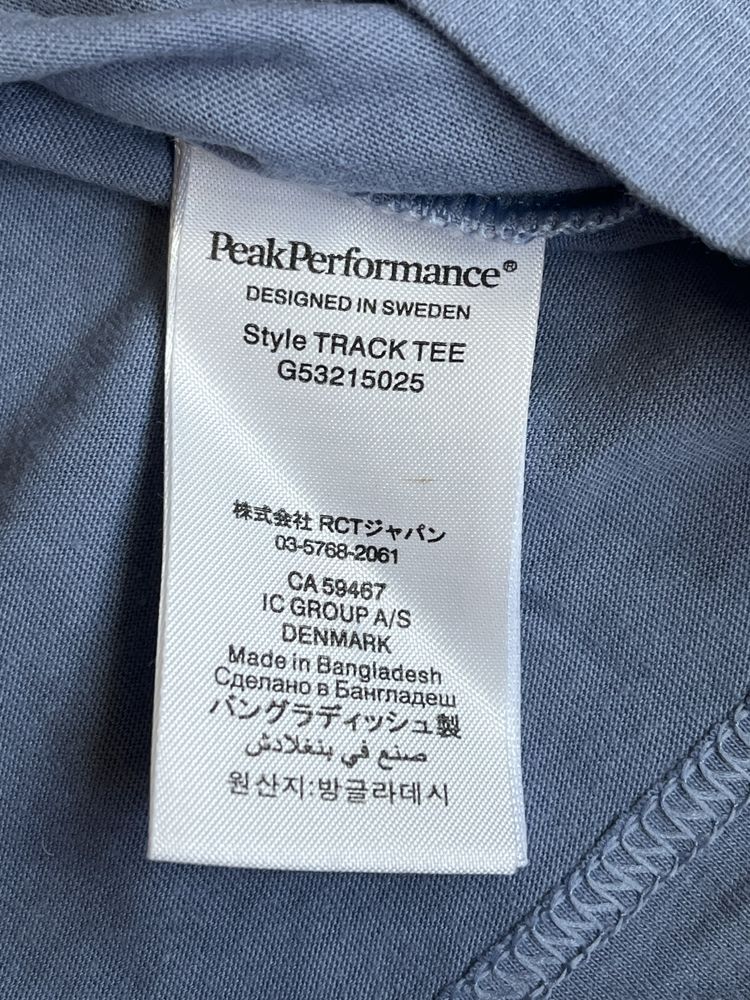 PeakPerformance®
DESIGNED IN SWEDEN
Style TRACK TEE
G53215025
株式会社 RCTジャパン
03-5768-2061
CA 59467
IC GROUP A/S
DENMARK
Made in Bangladesh
Сделано в Бангладеш
バングラディッシュ製
صنع في بنغلادش
원산지:방글라데시